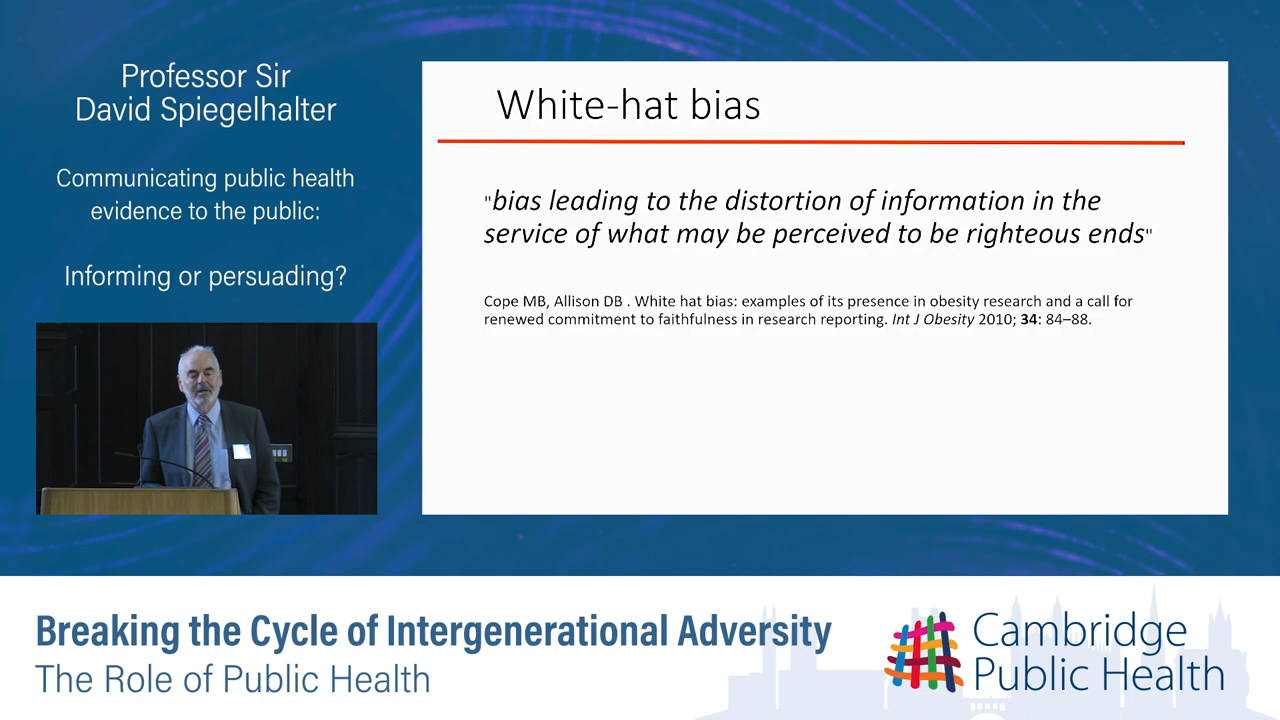 Professor Sir
David Spiegelhalter
Communicating public health
evidence to the public:
Informing or persuading?
White-hat bias
"bias leading to the distortion of information in the
service of what may be perceived to be righteous ends"
Cope MB, Allison DB . White hat bias: examples of its presence in obesity research and a call for
renewed commitment to faithfulness in research reporting. Int J Obesity 2010; 34: 84–88.
Breaking the Cycle of Intergenerational Adversity
The Role of Public Health
Cambridge
Public Health